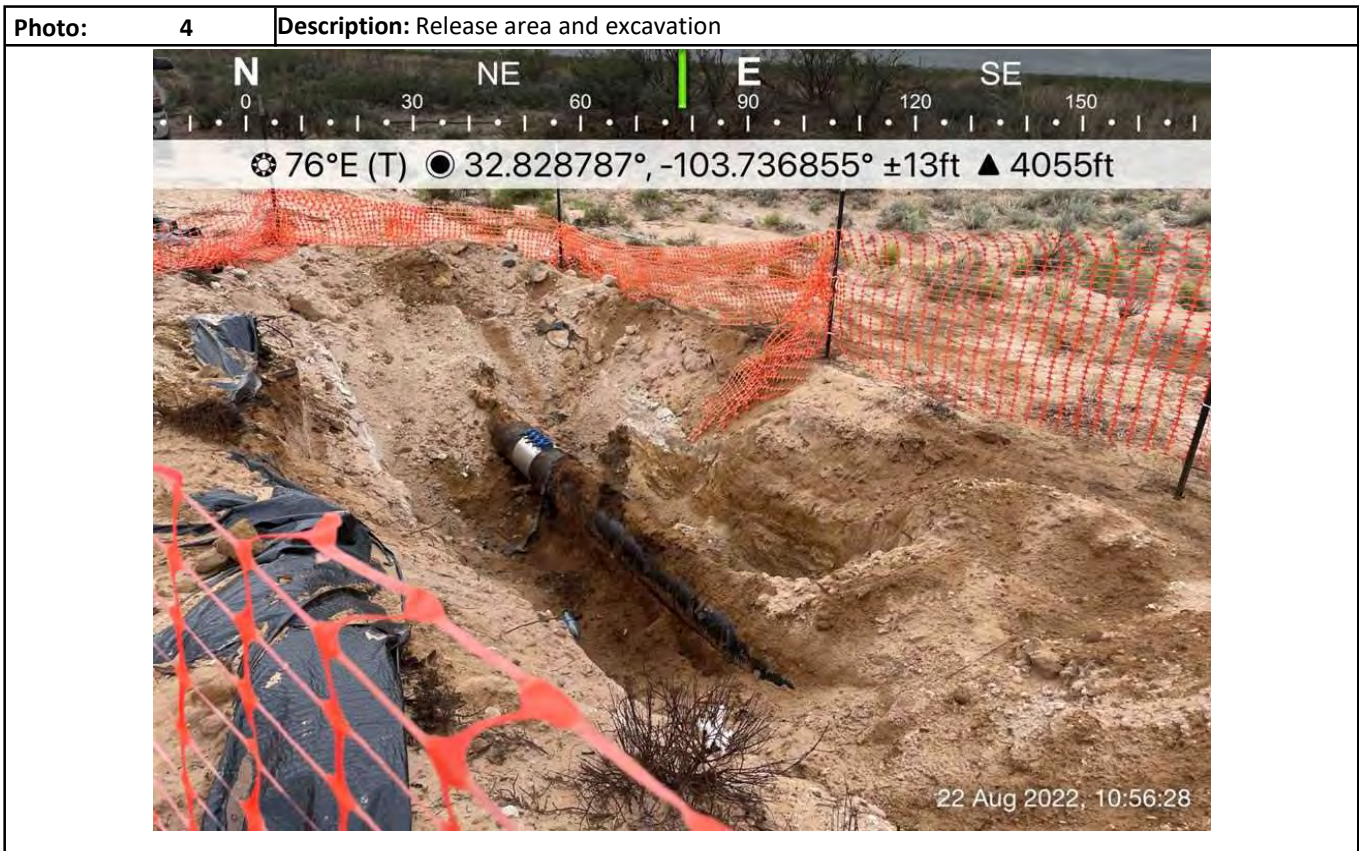 Photo: 4 Description: Release area and excavation
N NE E SE
0 30 60 90 120 150
76°E (T) 32.828787°, -103.736855° ±13ft ▲ 4055ft
22 Aug 2022, 10:56:28